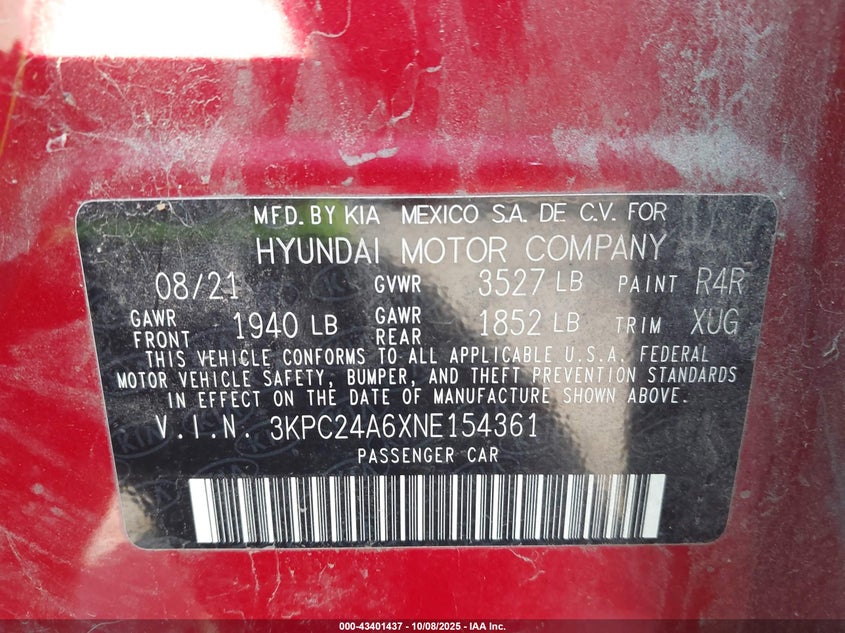 MFD. BY KIA MEXICO S.A. DE C.V. FOR
HYUNDAI MOTOR COMPANY
08/21 GVWR 3527 LB PAINT R4R
GAWR FRONT 1940 LB GAWR REAR 1852 LB TRIM XUG
THIS VEHICLE CONFORMS TO ALL APPLICABLE U.S.A. FEDERAL
MOTOR VEHICLE SAFETY, BUMPER, AND THEFT PREVENTION STANDARDS
IN EFFECT ON THE DATE OF MANUFACTURE SHOWN ABOVE.
V.I.N. 3KPC24A6XNE154361
PASSENGER CAR
000-43401437 - 10/08/2025 - IAA Inc.